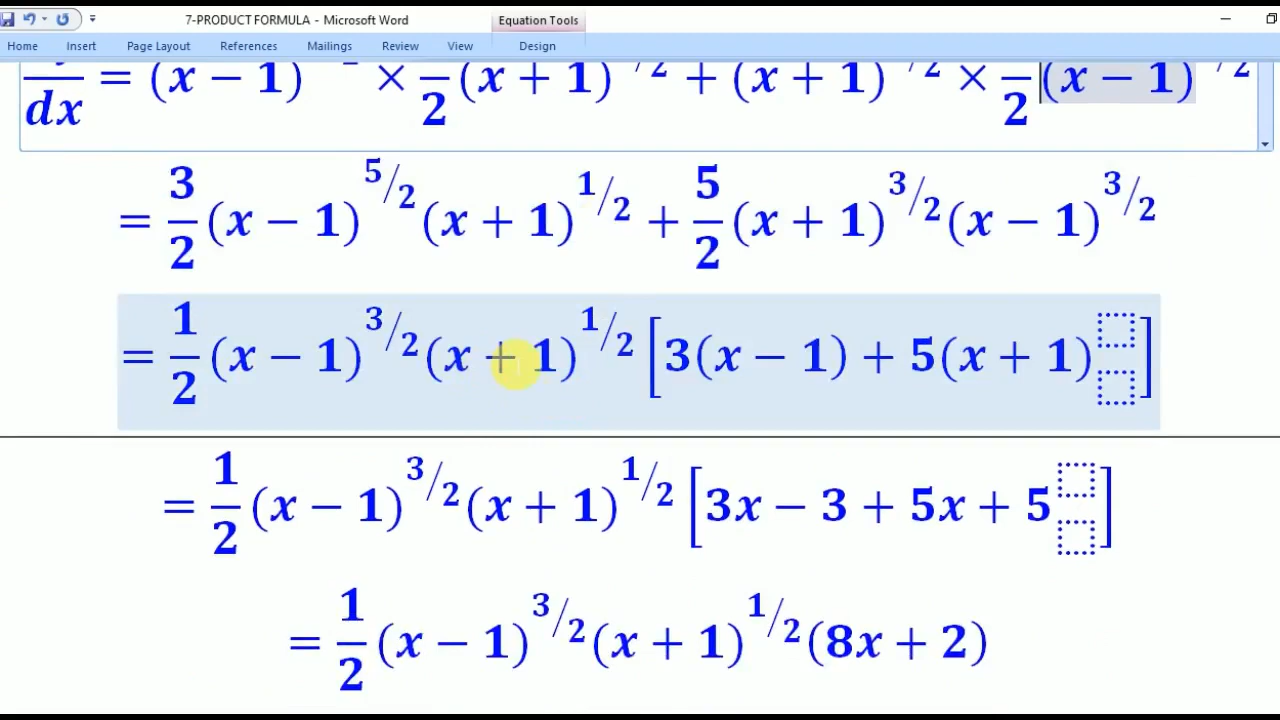 7-PRODUCT FORMULA - Microsoft Word
Equation Tools
Home Insert Page Layout References Mailings Review View Design
dx = (x − 1) × 2 (x + 1) /2 + (x + 1) /2 × 2 (x − 1) /2
= 3/2 (x − 1)^5/2 (x + 1)^1/2 + 5/2 (x + 1)^3/2 (x − 1)^3/2
= 1/2 (x − 1)^3/2 (x + 1)^1/2 [3(x − 1) + 5(x + 1)]
= 1/2 (x − 1)^3/2 (x + 1)^1/2 [3x − 3 + 5x + 5]
= 1/2 (x − 1)^3/2 (x + 1)^1/2 (8x + 2)